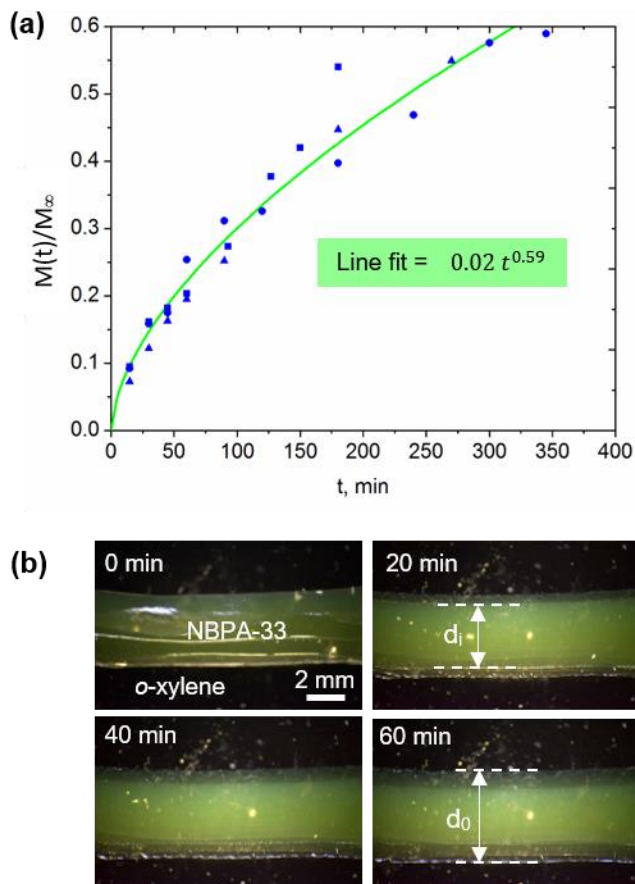 (a)
0.6
0.5
0.4
0.3
0.2
0.1
0.0
M(t)/M∞
Line fit = 0.02 t^0.59
0 50 100 150 200 250 300 350 400
t, min
(b)
0 min
NBPA-33
o-xylene
2 mm
20 min
dᵢ
40 min
60 min
d₀